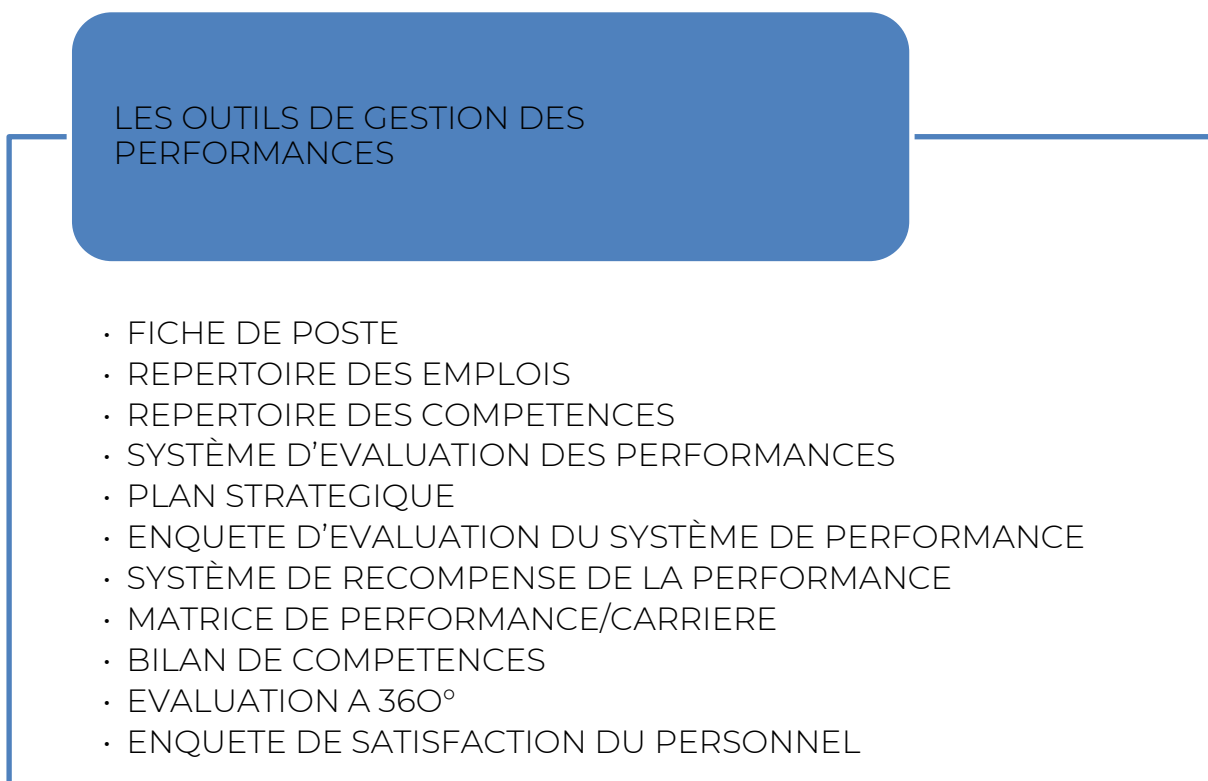 LES OUTILS DE GESTION DES
PERFORMANCES
• FICHE DE POSTE
• REPERTOIRE DES EMPLOIS
• REPERTOIRE DES COMPETENCES
• SYSTÈME D’EVALUATION DES PERFORMANCES
• PLAN STRATEGIQUE
• ENQUETE D’EVALUATION DU SYSTÈME DE PERFORMANCE
• SYSTÈME DE RECOMPENSE DE LA PERFORMANCE
• MATRICE DE PERFORMANCE/CARRIERE
• BILAN DE COMPETENCES
• EVALUATION A 36O°
• ENQUETE DE SATISFACTION DU PERSONNEL